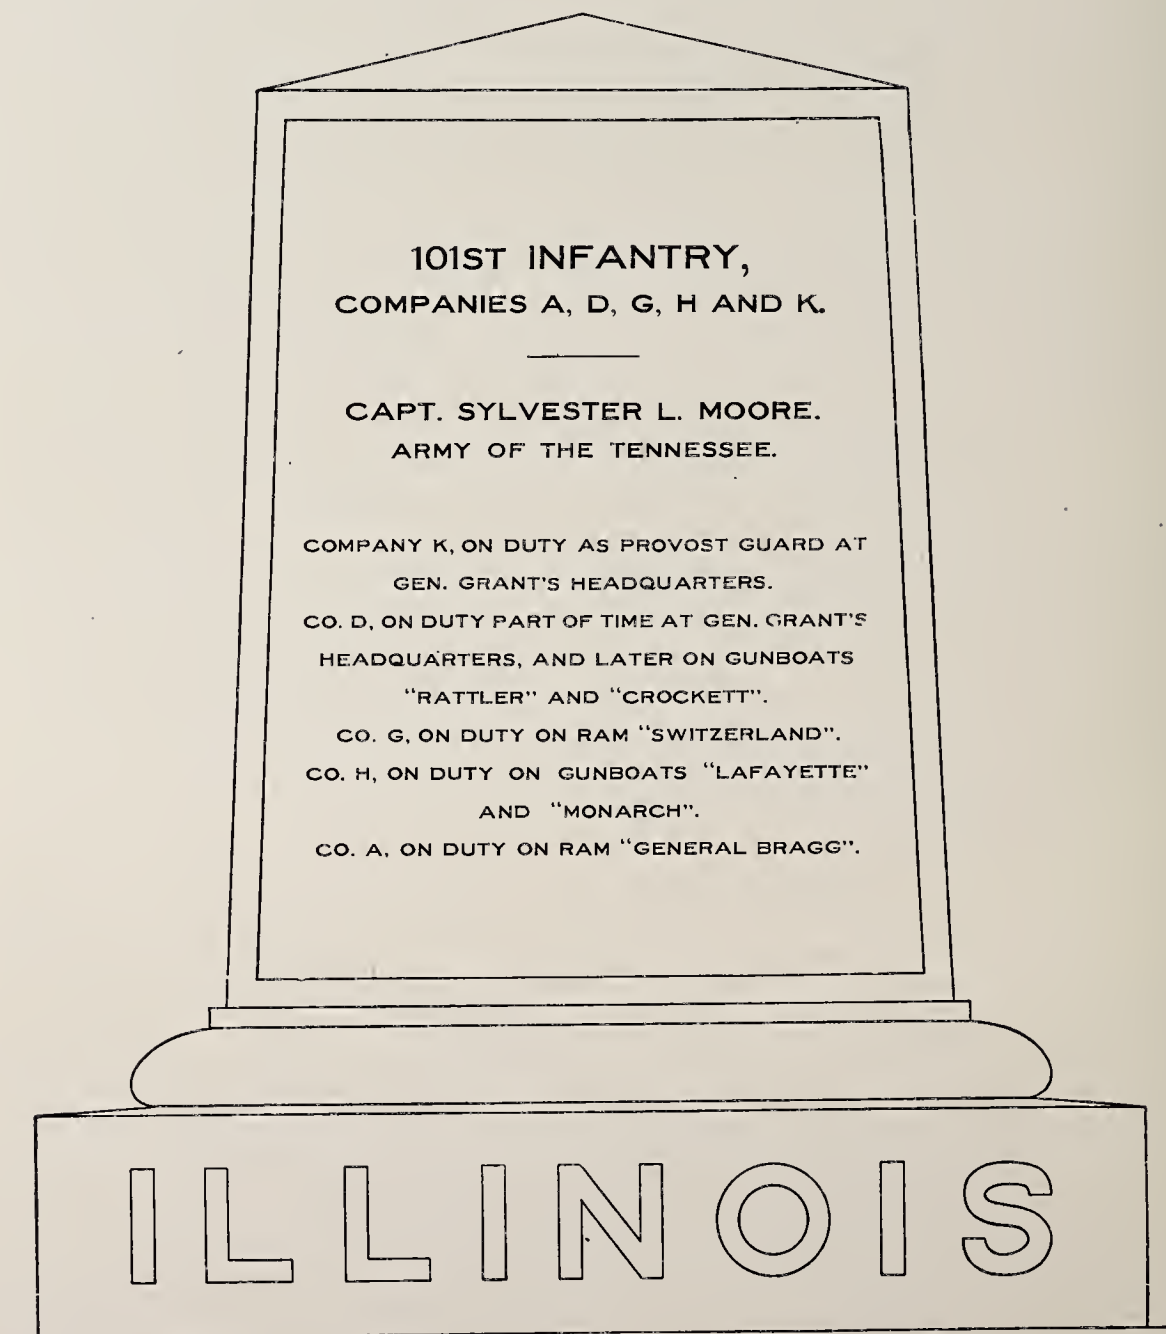 101ST INFANTRY,
COMPANIES A, D, G, H AND K.
CAPT. SYLVESTER L. MOORE.
ARMY OF THE TENNESSEE.
COMPANY K, ON DUTY AS PROVOST GUARD AT
GEN. GRANT'S HEADQUARTERS.
CO. D, ON DUTY PART OF TIME AT GEN. GRANT'S
HEADQUARTERS, AND LATER ON GUNBOATS
"RATTLER" AND "CROCKETT".
CO. G, ON DUTY ON RAM "SWITZERLAND".
CO. H, ON DUTY ON GUNBOATS "LAFAYETTE"
AND "MONARCH".
CO. A, ON DUTY ON RAM "GENERAL BRAGG".
ILLINOIS